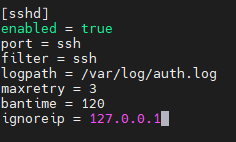 [sshd]
enabled = true
port = ssh
filter = ssh
logpath = /var/log/auth.log
maxretry = 3
bantime = 120
ignoreip = 127.0.0.1